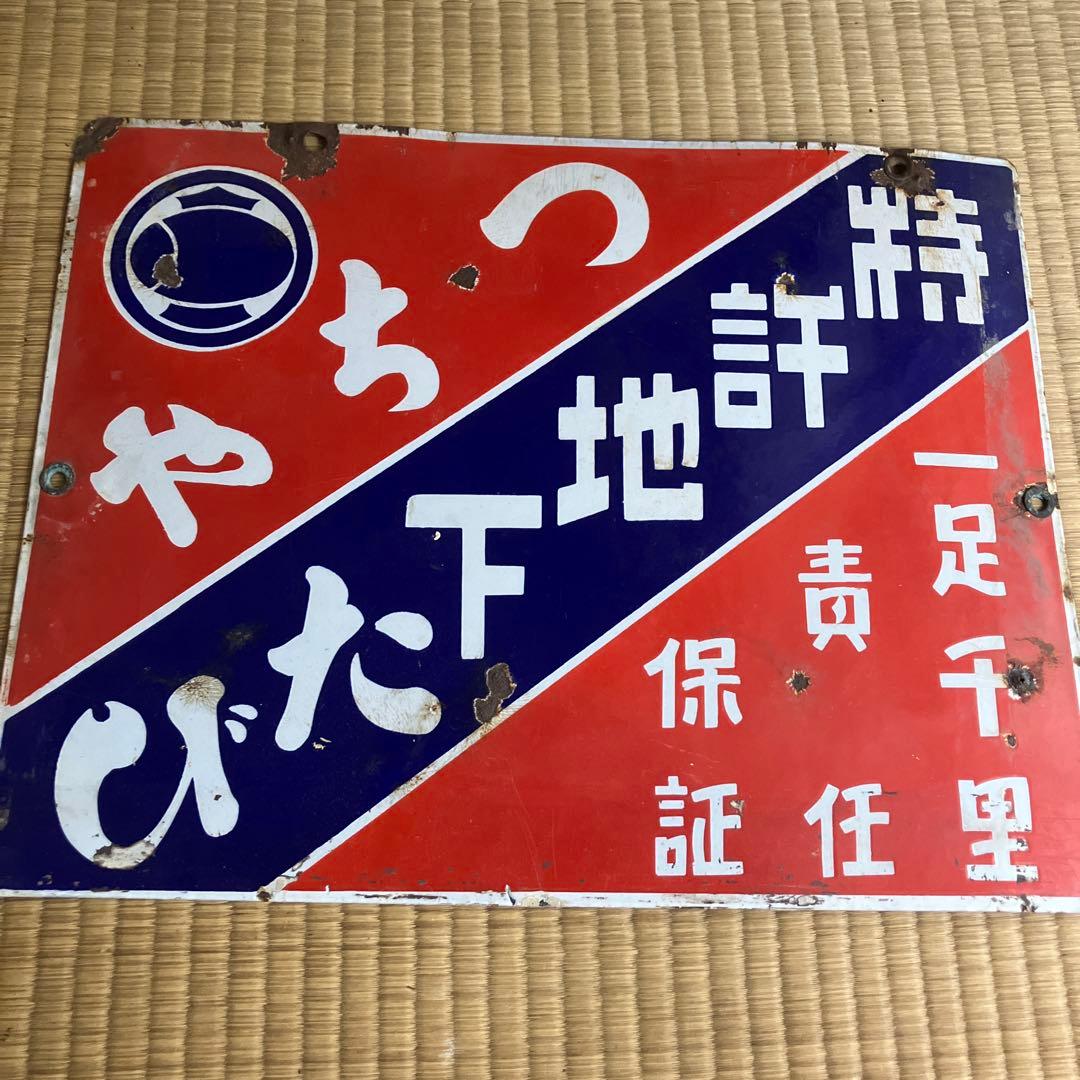 つちや
特許地下たび
一足千里
責任
保証